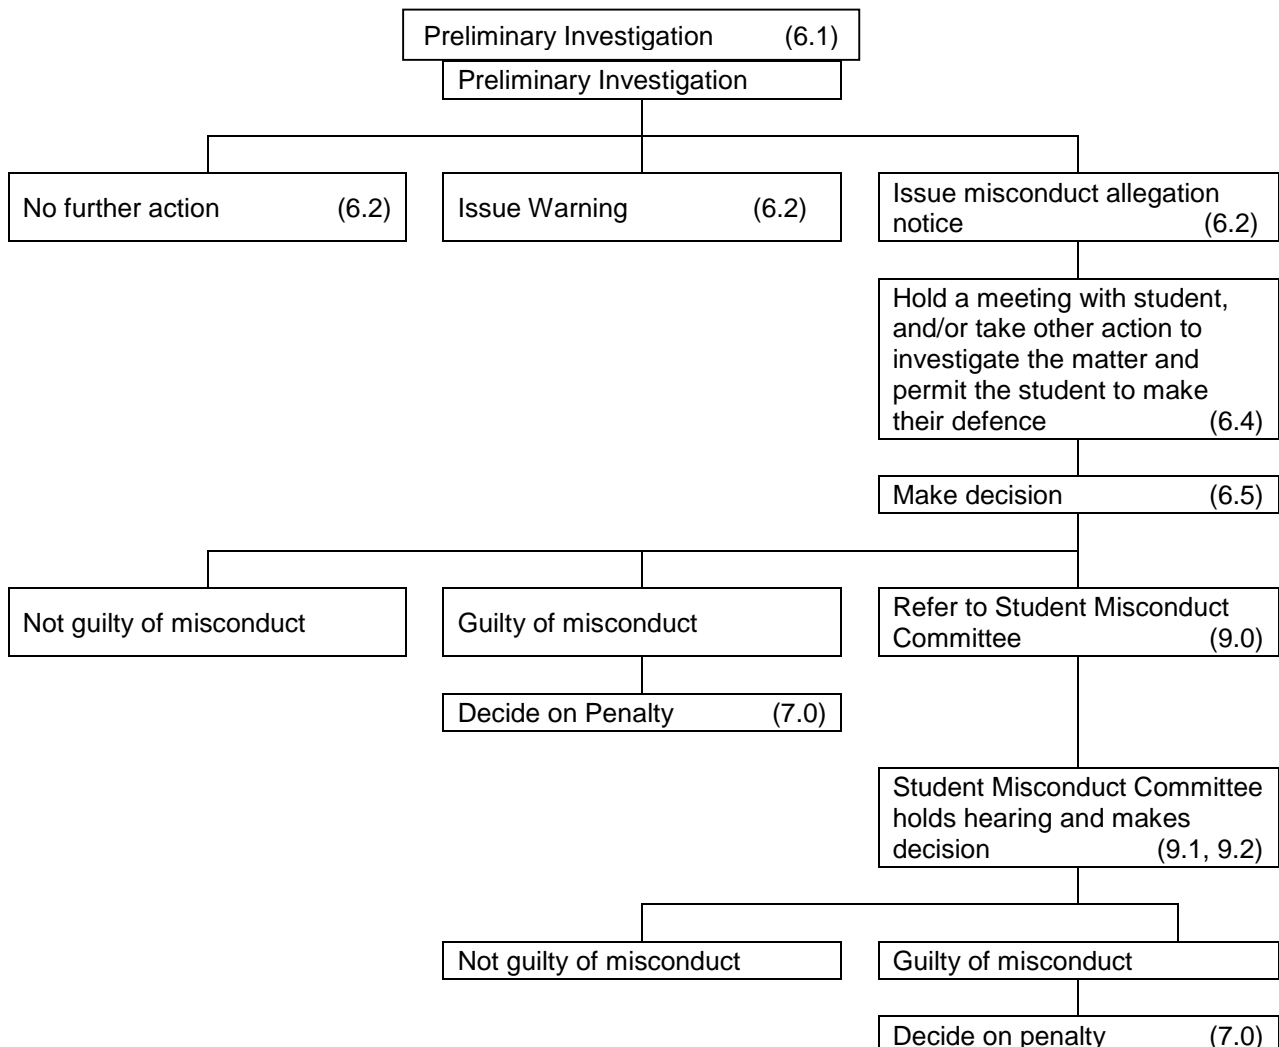 Preliminary Investigation (6.1)
Preliminary Investigation
No further action (6.2)
Issue Warning (6.2)
Issue misconduct allegation
notice (6.2)
Hold a meeting with student,
and/or take other action to
investigate the matter and
permit the student to make
their defence (6.4)
Make decision (6.5)
Not guilty of misconduct
Guilty of misconduct
Refer to Student Misconduct
Committee (9.0)
Decide on Penalty (7.0)
Student Misconduct Committee
holds hearing and makes
decision (9.1, 9.2)
Not guilty of misconduct
Guilty of misconduct
Decide on penalty (7.0)